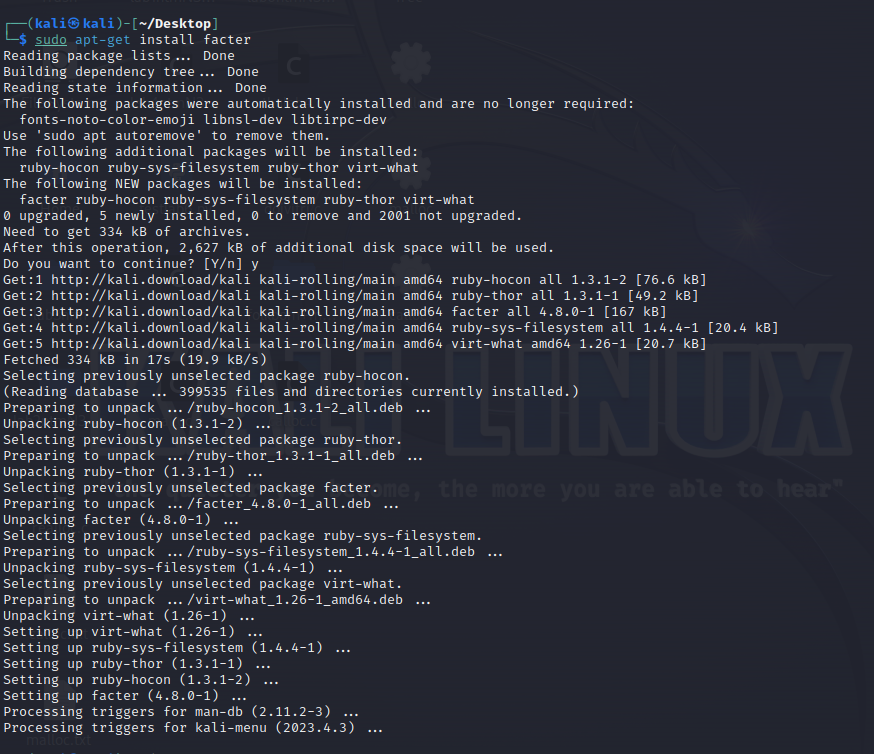 ┌──(kali㉿kali)-[~/Desktop]
└─$ sudo apt-get install facter
Reading package lists... Done
Building dependency tree... Done
Reading state information... Done
The following packages were automatically installed and are no longer required:
  fonts-noto-color-emoji libnsl-dev libtirpc-dev
Use 'sudo apt autoremove' to remove them.
The following additional packages will be installed:
  ruby-hocon ruby-sys-filesystem ruby-thor virt-what
The following NEW packages will be installed:
  facter ruby-hocon ruby-sys-filesystem ruby-thor virt-what
0 upgraded, 5 newly installed, 0 to remove and 2001 not upgraded.
Need to get 334 kB of archives.
After this operation, 2,627 kB of additional disk space will be used.
Do you want to continue? [Y/n] y
Get:1 http://kali.download/kali kali-rolling/main amd64 ruby-hocon all 1.3.1-2 [76.6 kB]
Get:2 http://kali.download/kali kali-rolling/main amd64 ruby-thor all 1.3.1-1 [49.2 kB]
Get:3 http://kali.download/kali kali-rolling/main amd64 facter all 4.8.0-1 [167 kB]
Get:4 http://kali.download/kali kali-rolling/main amd64 ruby-sys-filesystem all 1.4.4-1 [20.4 kB]
Get:5 http://kali.download/kali kali-rolling/main amd64 virt-what amd64 1.26-1 [20.7 kB]
Fetched 334 kB in 17s (19.9 kB/s)
Selecting previously unselected package ruby-hocon.
(Reading database ... 399535 files and directories currently installed.)
Preparing to unpack .../ruby-hocon_1.3.1-2_all.deb ...
Unpacking ruby-hocon (1.3.1-2) ...
Selecting previously unselected package ruby-thor.
Preparing to unpack .../ruby-thor_1.3.1-1_all.deb ...
Unpacking ruby-thor (1.3.1-1) ...
Selecting previously unselected package facter.
Preparing to unpack .../facter_4.8.0-1_all.deb ...
Unpacking facter (4.8.0-1) ...
Selecting previously unselected package ruby-sys-filesystem.
Preparing to unpack .../ruby-sys-filesystem_1.4.4-1_all.deb ...
Unpacking ruby-sys-filesystem (1.4.4-1) ...
Selecting previously unselected package virt-what.
Preparing to unpack .../virt-what_1.26-1_amd64.deb ...
Unpacking virt-what (1.26-1) ...
Setting up virt-what (1.26-1) ...
Setting up ruby-sys-filesystem (1.4.4-1) ...
Setting up ruby-thor (1.3.1-1) ...
Setting up ruby-hocon (1.3.1-2) ...
Setting up facter (4.8.0-1) ...
Processing triggers for man-db (2.11.2-3) ...
Processing triggers for kali-menu (2023.4.3) ...
C
LINUX
me, the more you are able to hear"